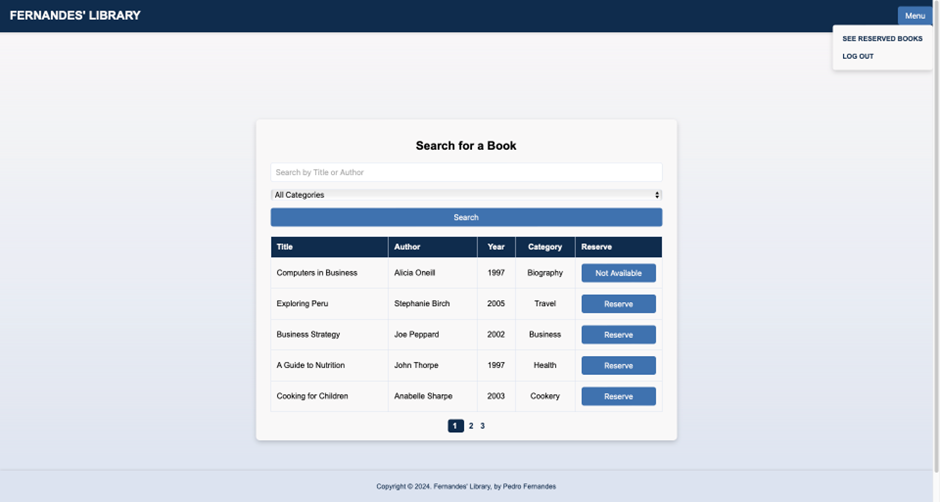 FERNANDES' LIBRARY
Menu
SEE RESERVED BOOKS
LOG OUT
Search for a Book
Search by Title or Author
All Categories
Search
Title Author Year Category Reserve
Computers in Business Alicia Oneill 1997 Biography Not Available
Exploring Peru Stephanie Birch 2005 Travel Reserve
Business Strategy Joe Peppard 2002 Business Reserve
A Guide to Nutrition John Thorpe 1997 Health Reserve
Cooking for Children Anabelle Sharpe 2003 Cookery Reserve
1 2 3
Copyright © 2024. Fernandes' Library, by Pedro Fernandes